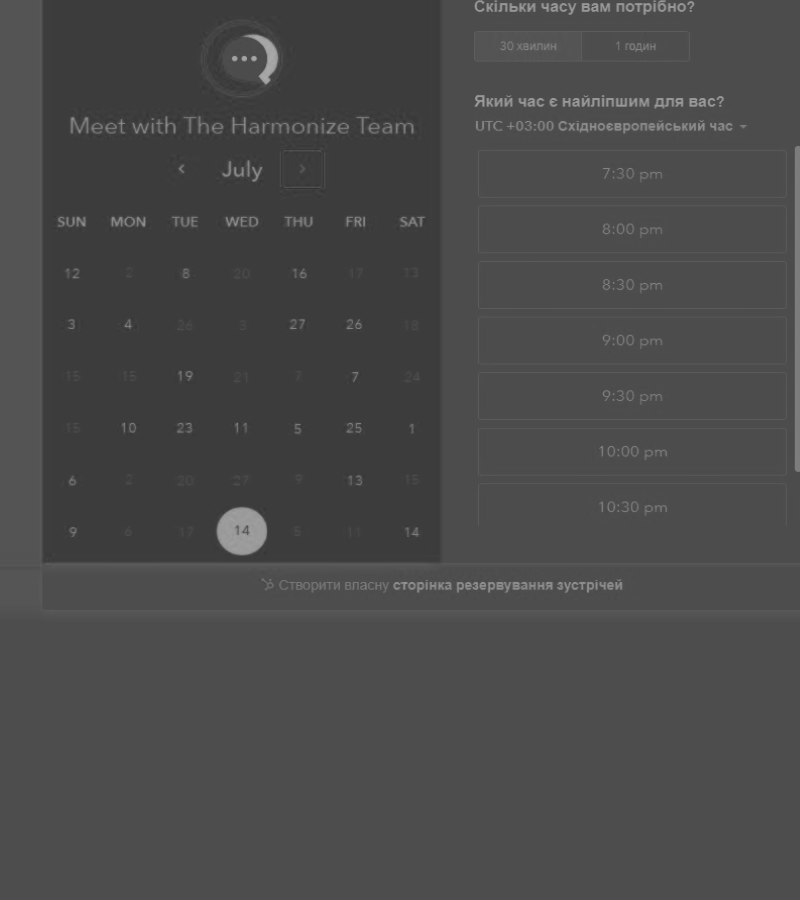 Meet with The Harmonize Team
July
SUN MON TUE WED THU FRI SAT
12 2 8 20 16 17 13
3 4 26 3 27 26 18
15 15 19 21 7 7 24
15 10 23 11 5 25 1
6 2 20 27 9 13 15
9 6 17 14 5 11 14
Скільки часу вам потрібно?
30 хвилин 1 годин
Який час є найліпшим для вас?
UTC +03:00 Східноєвропейський час
7:30 pm
8:00 pm
8:30 pm
9:00 pm
9:30 pm
10:00 pm
10:30 pm
Створити власну сторінка резервування зустрічей